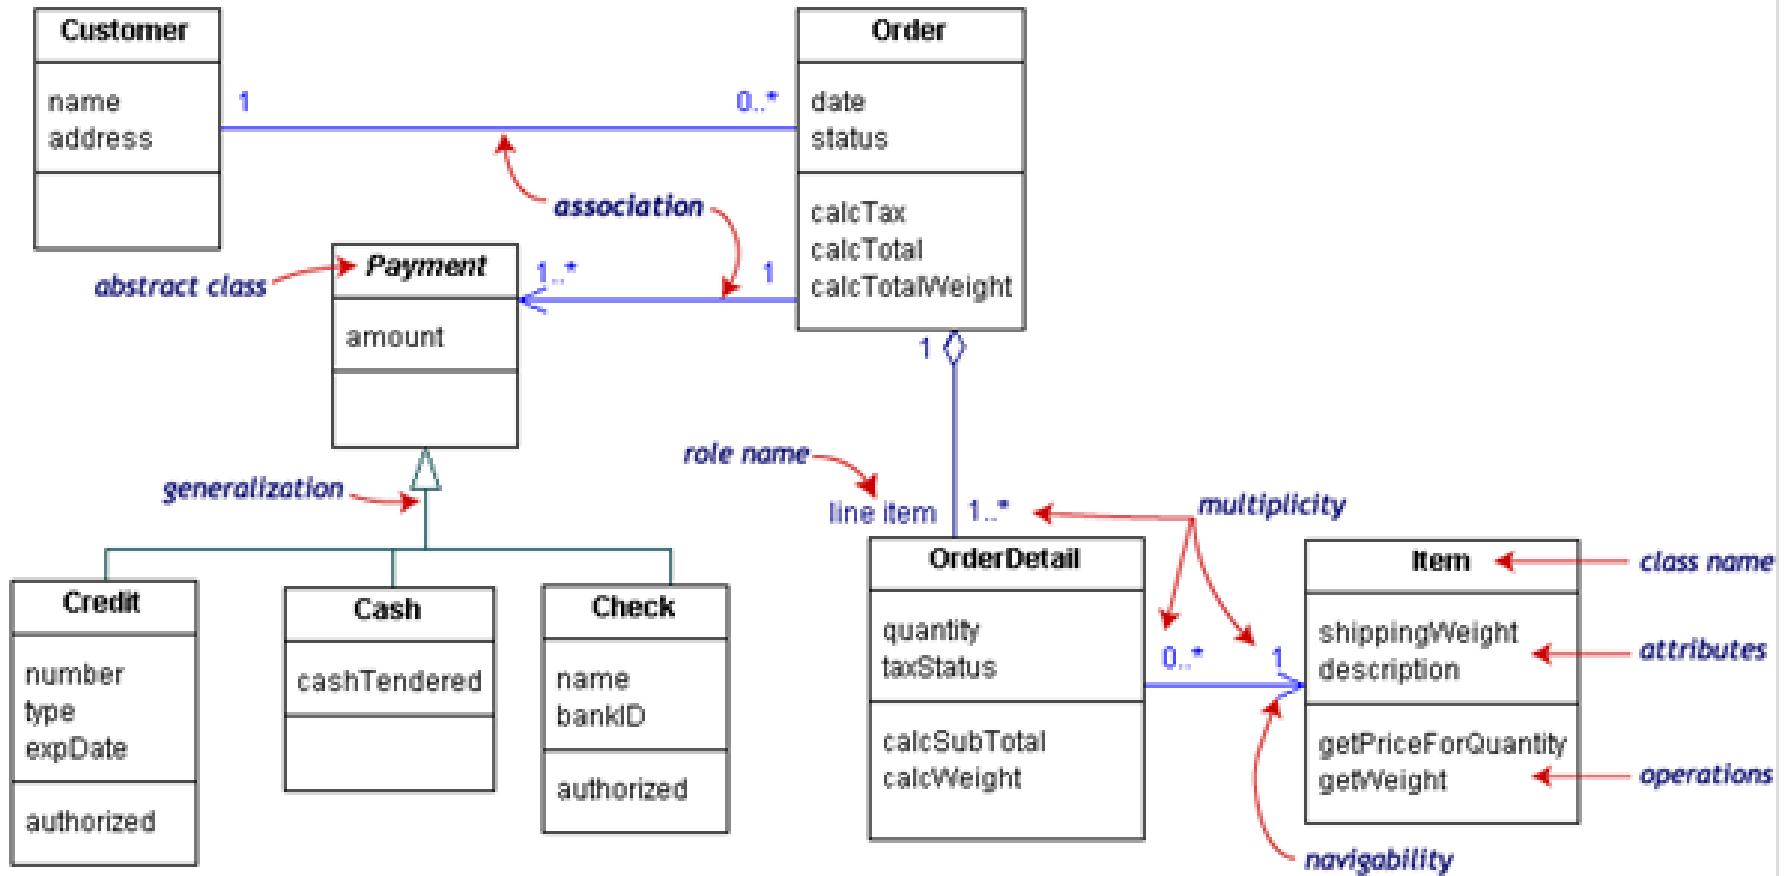 Customer
name
address
1
0..*
Order
date
status
calcTax
calcTotal
calcTotalWeight
association
abstract class
Payment
amount
1..*
1
1
generalization
role name
line item
1..*
multiplicity
Credit
number
type
expDate
authorized
Cash
cashTendered
Check
name
bankID
authorized
OrderDetail
quantity
taxStatus
calcSubTotal
calcWeight
0..*
1
Item
shippingWeight
description
getPriceForQuantity
getWeight
class name
attributes
operations
navigability